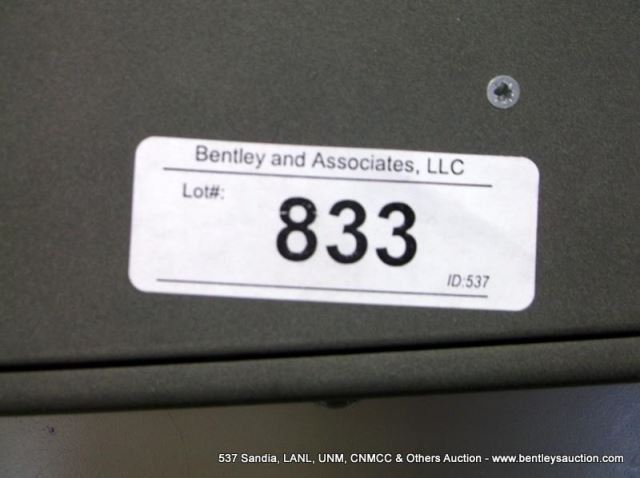 Bentley and Associates, LLC
Lot#:
833
ID:537
537 Sandia, LANL, UNM, CNMCC & Others Auction - www.bentleysauction.com